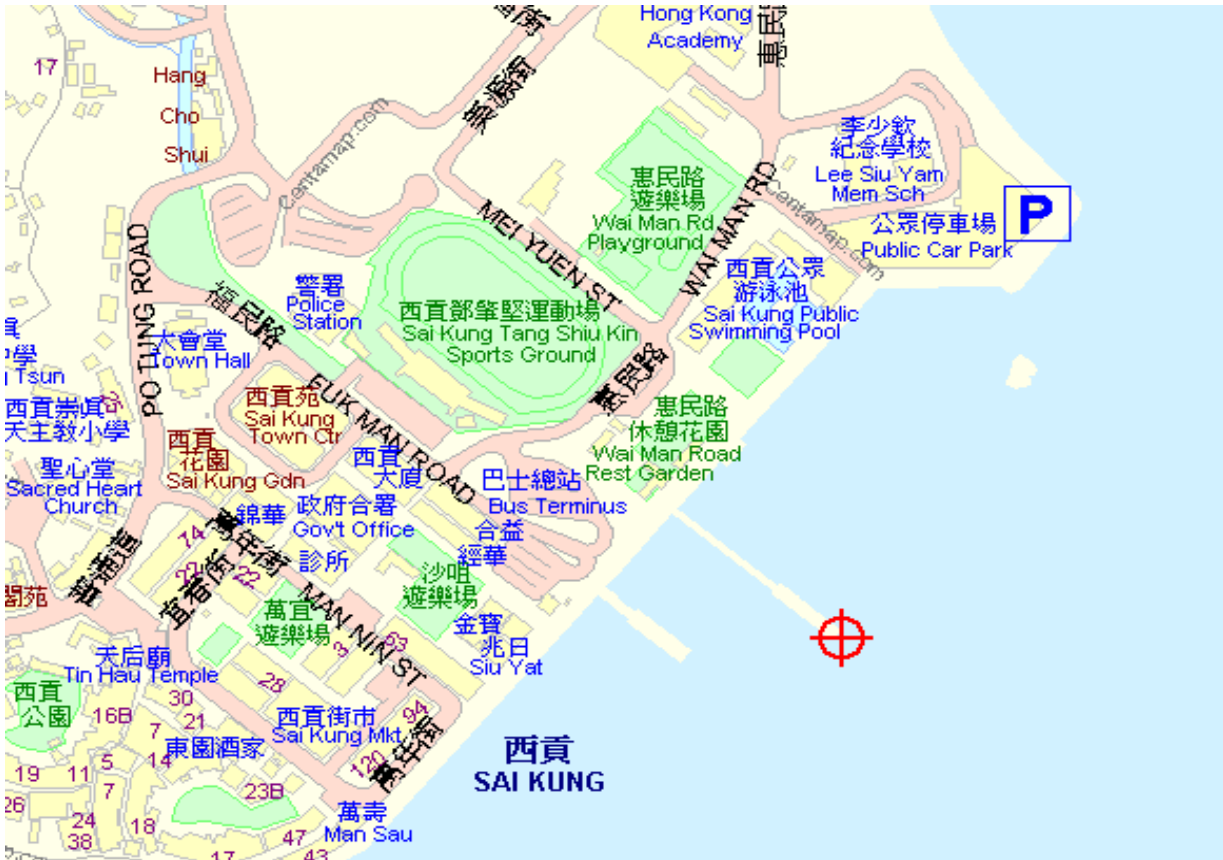 Hong Kong
Academy
17
Hang
Cho
Shui
Centamap.com
李少欽
紀念學校
Lee Siu Yam
Mem Sch
惠民路
遊樂場
Wai Man Rd
Playground
WAI MAN RD
Centamap.com
公眾停車場
Public Car Park
P
MEI YUEN ST
PO TUNG ROAD
福民路
警署
Police
Station
西貢鄧肇堅運動場
Sai Kung Tang Shiu Kin
Sports Ground
西貢公眾
游泳池
Sai Kung Public
Swimming Pool
大會堂
Town Hall
Tsun
惠民路
西貢崇真
天主教小學
西貢苑
Sai Kung
Town Ctr
FUK MAN ROAD
惠民路
休憩花園
Wai Man Road
Rest Garden
西貢
花園
Sai Kung Gdn
西貢
大廈
聖心堂
Sacred Heart
Church
巴士總站
Bus Terminus
錦華
政府合署
Gov't Office
合益
經華
診所
74
22
22
萬年街
宜春街
普通道
沙咀
遊樂場
萬宜
遊樂場
MAN NIN ST
63
3
金寶
兆日
Siu Yat
天后廟
Tin Hau Temple
西貢
公園
28
30
21
16B
7
西貢街市
Sai Kung Mkt
94
120
萬年街
東園酒家
西貢
SAI KUNG
19
11
5
14
7
26
24
38
18
23B
萬壽
Man Sau
47
17
43